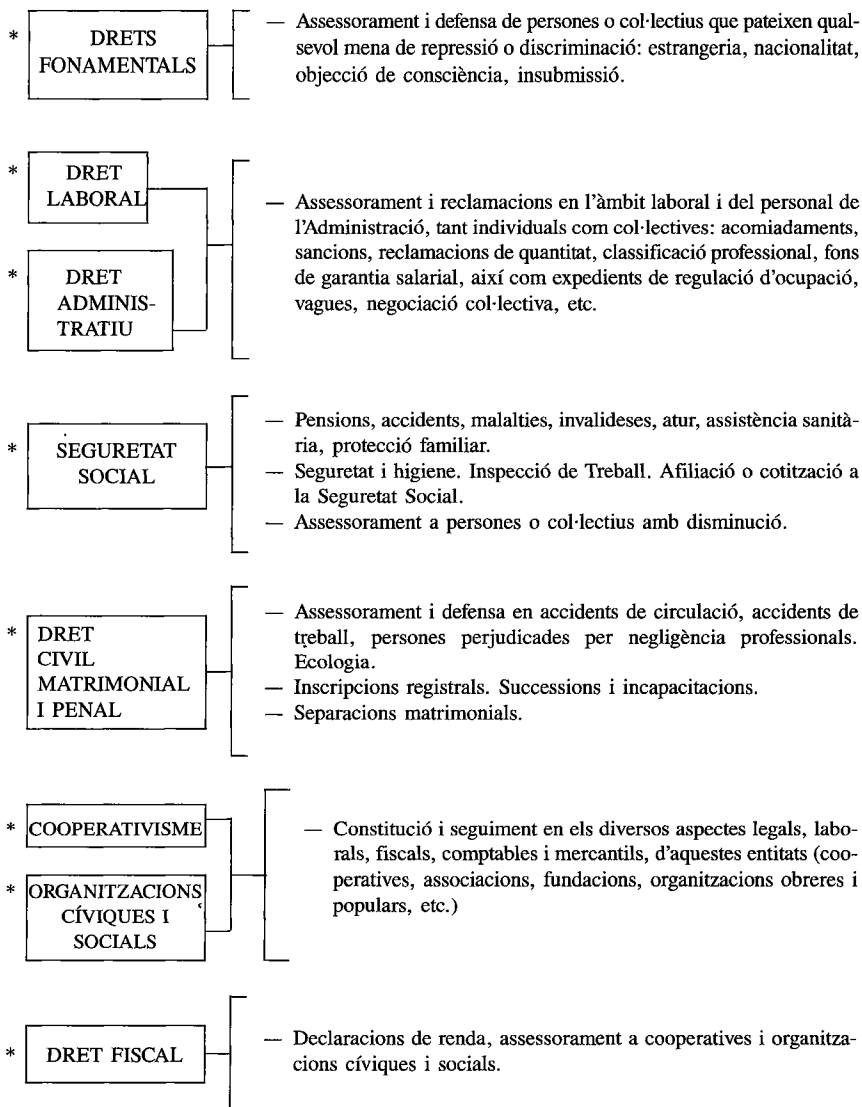 * DRETS
FONAMENTALS
— Assessorament i defensa de persones o col·lectius que pateixen qual-
sevol mena de repressió o discriminació: estrangeria, nacionalitat,
objecció de consciència, insubmissió.
* DRET
LABORAL
* DRET
ADMINIS-
TRATIU
— Assessorament i reclamacions en l'àmbit laboral i del personal de
l'Administració, tant individuals com col·lectives: acomiadaments,
sancions, reclamacions de quantitat, classificació professional, fons
de garantia salarial, així com expedients de regulació d'ocupació,
vagues, negociació col·lectiva, etc.
* SEGURETAT
SOCIAL
— Pensions, accidents, malalties, invalideses, atur, assistència sanità-
ria, protecció familiar.
— Seguretat i higiene. Inspecció de Treball. Afiliació o cotització a
la Seguretat Social.
— Assessorament a persones o col·lectius amb disminució.
* DRET
CIVIL
MATRIMONIAL
I PENAL
— Assessorament i defensa en accidents de circulació, accidents de
treball, persones perjudicades per negligència professionals.
Ecologia.
— Inscripcions registrals. Successions i incapacitacions.
— Separacions matrimonials.
* COOPERATIVISME
* ORGANITZACIONS
CÍVIQUES I
SOCIALS
— Constitució i seguiment en els diversos aspectes legals, labo-
rals, fiscals, comptables i mercantils, d'aquestes entitats (coo-
peratives, associacions, fundacions, organitzacions obreres i
populars, etc.)
* DRET FISCAL
— Declaracions de renda, assessorament a cooperatives i organitza-
cions cíviques i socials.